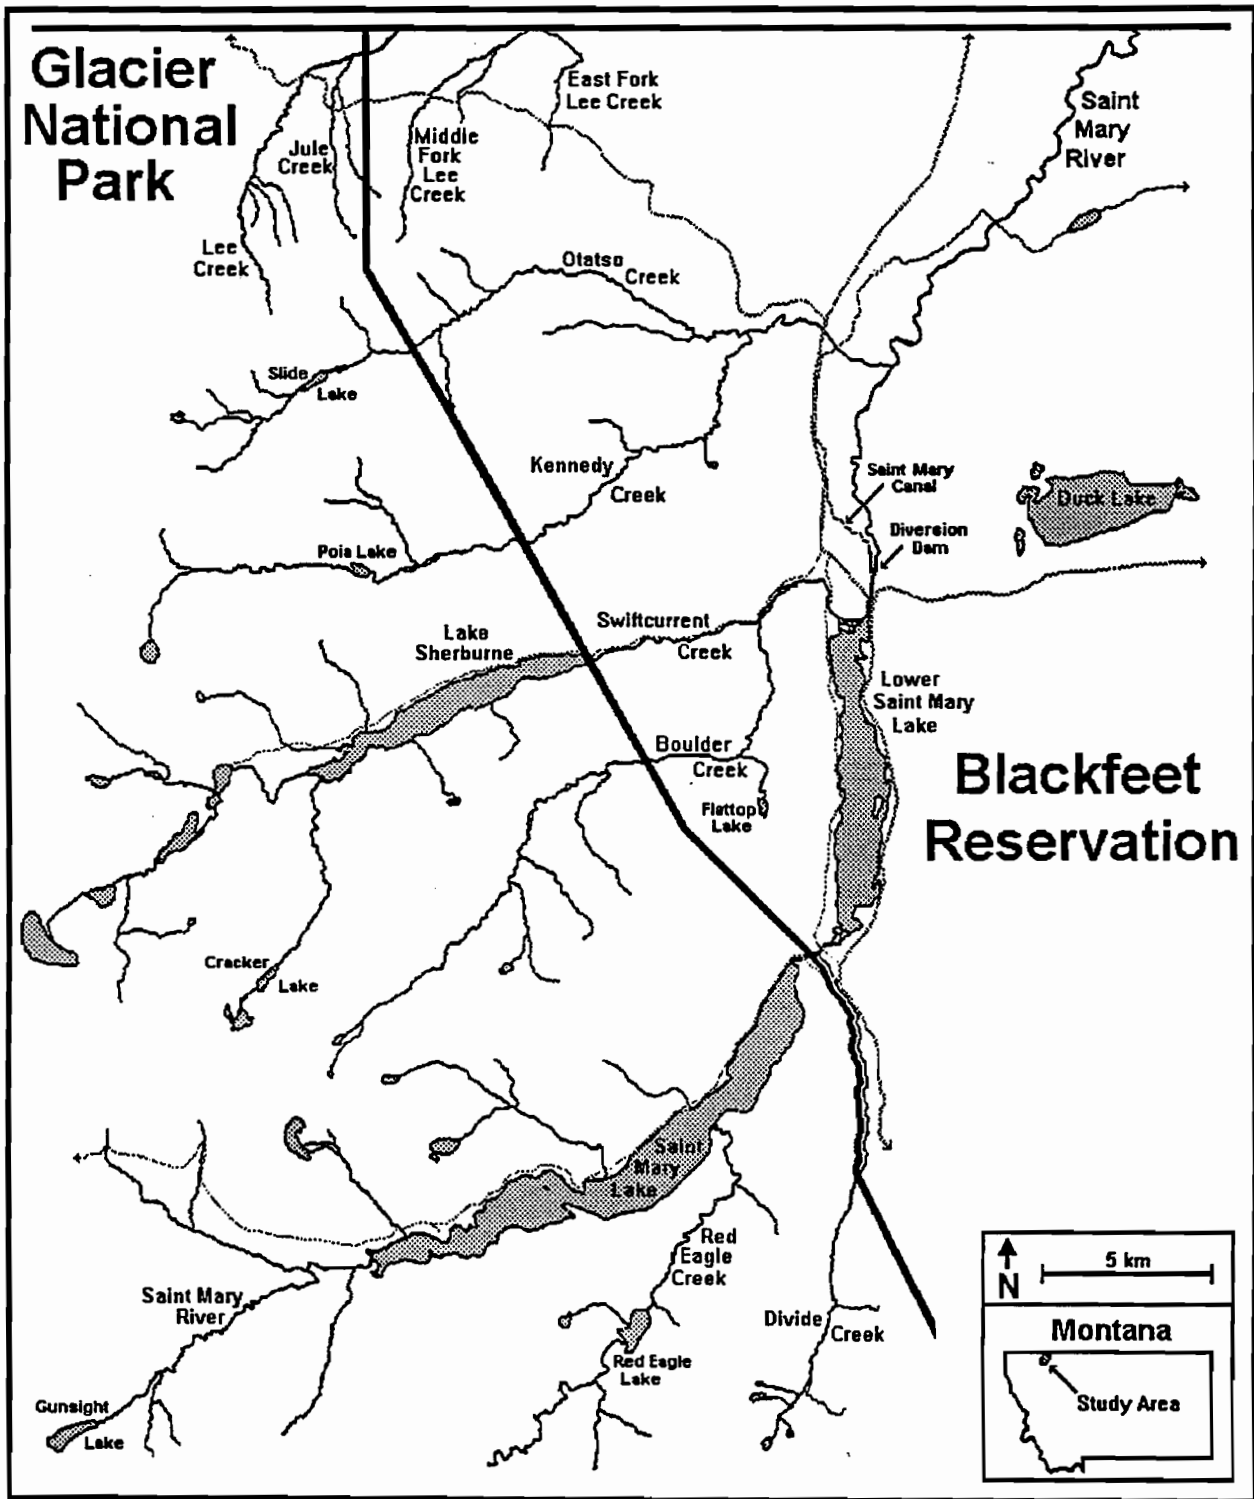 Glacier
National
Park
East Fork
Lee Creek
Saint
Mary
River
Jule
Creek
Middle
Fork
Lee
Creek
Lee
Creek
Otatso
Creek
Slide
Lake
Kennedy
Creek
Saint Mary
Canal
Duck Lake
Diversion
Dam
Pois Lake
Swiftcurrent
Creek
Lake
Sherburne
Lower
Saint Mary
Lake
Boulder
Creek
Blackfeet
Reservation
Flattop
Lake
Cracker
Lake
Saint
Mary
Lake
Red
Eagle
Creek
Saint Mary
River
Divide
Creek
Red Eagle
Lake
Gunsight
Lake
N
5 km
Montana
Study Area